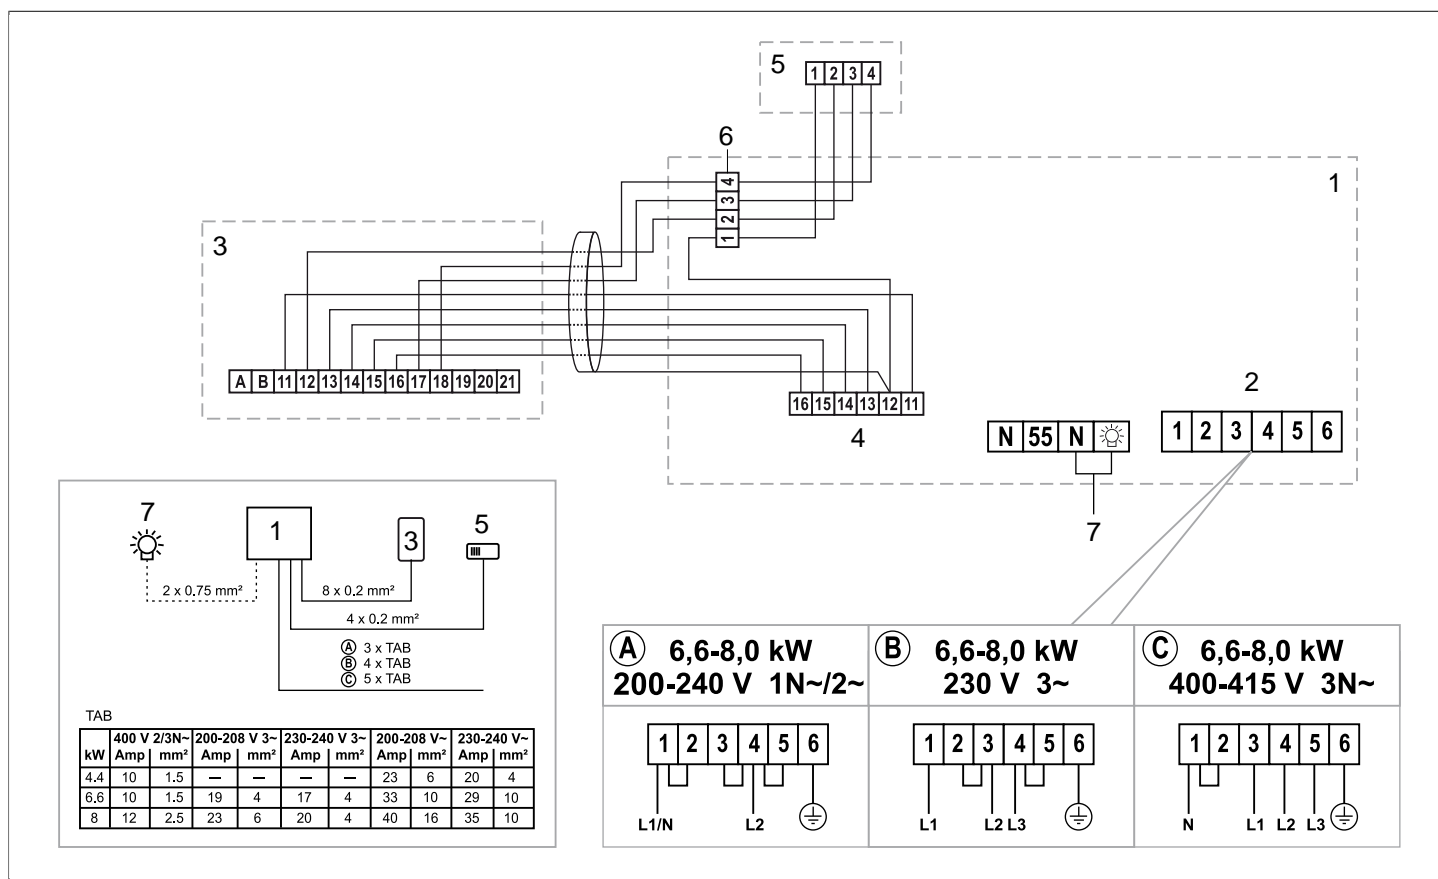 5
1 2 3 4
6
4
3
2
1
1
3
A B 11 12 13 14 15 16 17 18 19 20 21
16 15 14 13 12 11
4
N 55 N
7
2
1 2 3 4 5 6
7
1
3
5
2 x 0.75 mm²
8 x 0.2 mm²
4 x 0.2 mm²
A 3 x TAB
B 4 x TAB
C 5 x TAB
TAB
kW 400 V 2/3N~ 200-208 V 3~ 230-240 V 3~ 200-208 V~ 230-240 V~
Amp mm² Amp mm² Amp mm² Amp mm² Amp mm²
4.4 10 1.5 — — — — 23 6 20 4
6.6 10 1.5 19 4 17 4 33 10 29 10
8 12 2.5 23 6 20 4 40 16 35 10
A 6,6-8,0 kW
200-240 V 1N~/2~
1 2 3 4 5 6
L1/N L2
B 6,6-8,0 kW
230 V 3~
1 2 3 4 5 6
L1 L2 L3
C 6,6-8,0 kW
400-415 V 3N~
1 2 3 4 5 6
N L1 L2 L3